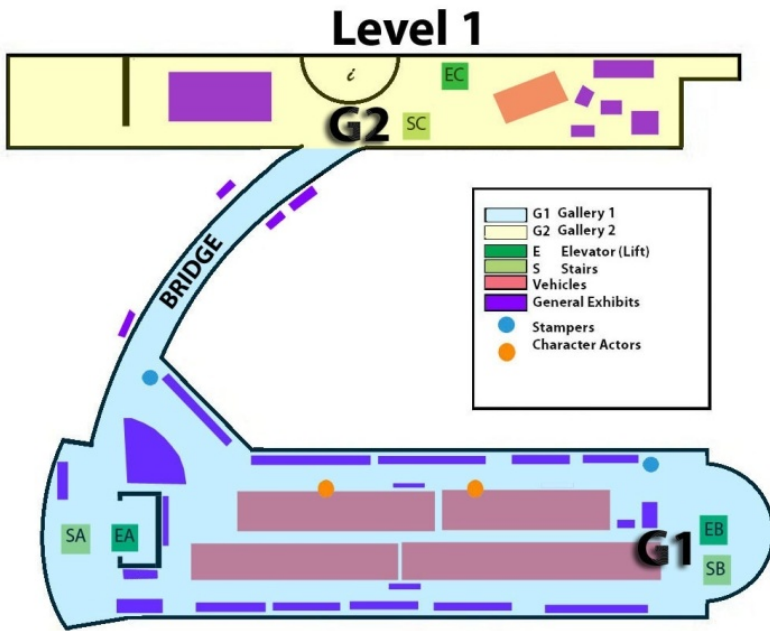 Level 1
i
EC
G2
SC
BRIDGE
G1 Gallery 1
G2 Gallery 2
E Elevator (Lift)
S Stairs
Vehicles
General Exhibits
Stampers
Character Actors
SA
EA
G1
EB
SB